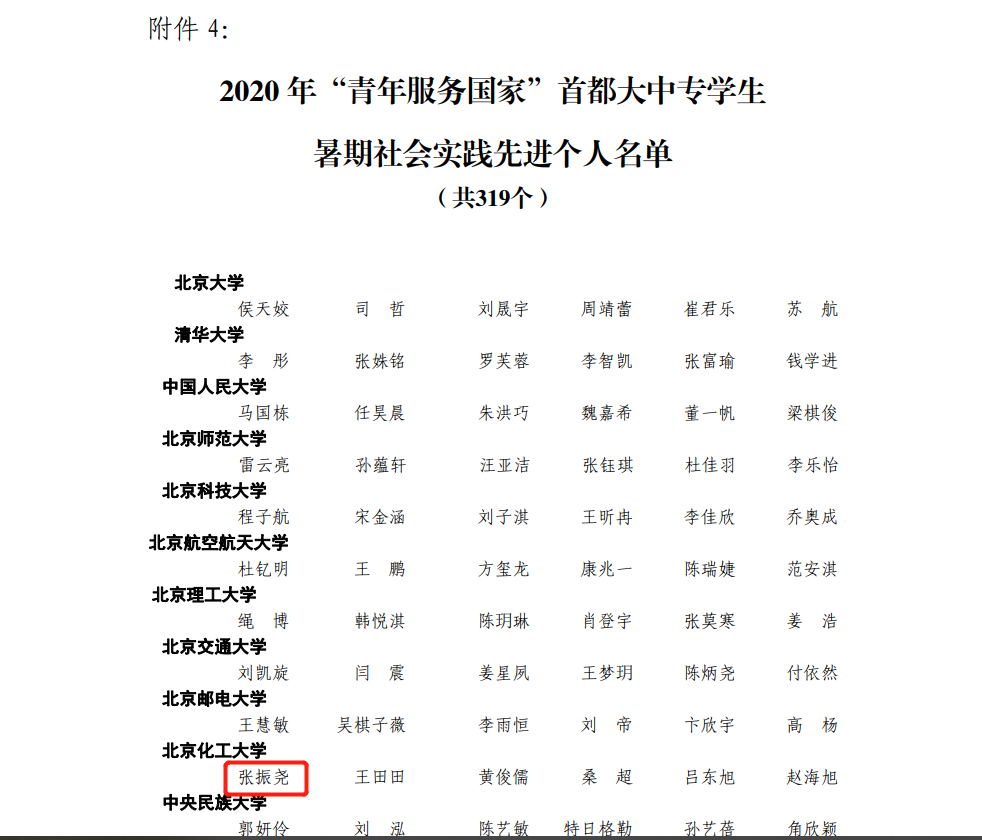 附件 4：
2020 年“青年服务国家”首都大中专学生
暑期社会实践先进个人名单
（共319个）
北京大学
侯天姣 司 哲 刘晟宇 周靖蕾 崔君乐 苏 航
清华大学
李 彤 张姝铭 罗芙蓉 李智凯 张富瑜 钱学进
中国人民大学
马国栋 任昊晨 朱洪巧 魏嘉希 董一帆 梁棋俊
北京师范大学
雷云亮 孙蕴轩 汪亚洁 张钰琪 杜佳羽 李乐怡
北京科技大学
程子航 宋金涵 刘子淇 王昕冉 李佳欣 乔奥成
北京航空航天大学
杜钇明 王 鹏 方玺龙 康兆一 陈瑞婕 范安淇
北京理工大学
绳 博 韩悦淇 陈玥琳 肖登宇 张莫寒 姜 浩
北京交通大学
刘凯旋 闫 震 姜星夙 王梦玥 陈炳尧 付依然
北京邮电大学
王慧敏 吴棋子薇 李雨恒 刘 帝 卞欣宇 高 杨
北京化工大学
张振尧 王田田 黄俊儒 桑 超 吕东旭 赵海旭
中央民族大学
郭妍伶 刘 泓 陈艺敏 特日格勒 孙艺蓓 角欣颖